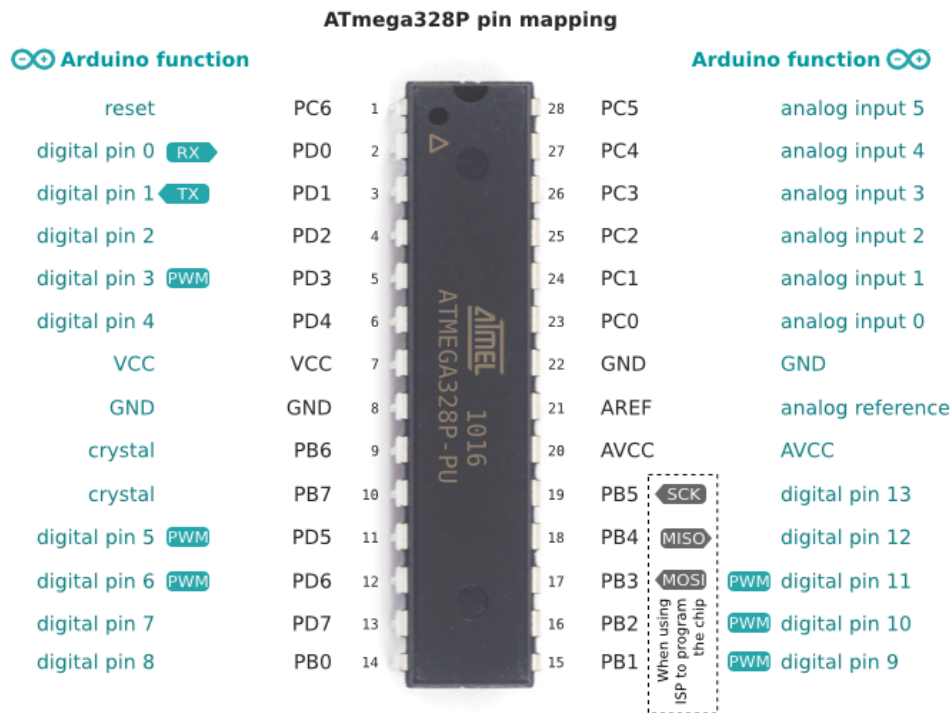 ATmega328P pin mapping
Arduino function
Arduino function
reset PC6 1 28 PC5 analog input 5
digital pin 0 RX PD0 2 27 PC4 analog input 4
digital pin 1 TX PD1 3 26 PC3 analog input 3
digital pin 2 PD2 4 25 PC2 analog input 2
digital pin 3 PWM PD3 5 24 PC1 analog input 1
digital pin 4 PD4 6 23 PC0 analog input 0
VCC VCC 7 22 GND GND
GND GND 8 21 AREF analog reference
crystal PB6 9 20 AVCC AVCC
crystal PB7 10 19 PB5 SCK digital pin 13
digital pin 5 PWM PD5 11 18 PB4 MISO digital pin 12
digital pin 6 PWM PD6 12 17 PB3 MOSI PWM digital pin 11
digital pin 7 PD7 13 16 PB2 PWM digital pin 10
digital pin 8 PB0 14 15 PB1 PWM digital pin 9
When using
ISP to program
the chip
ATMEL 1016
ATMEGA328P-PU